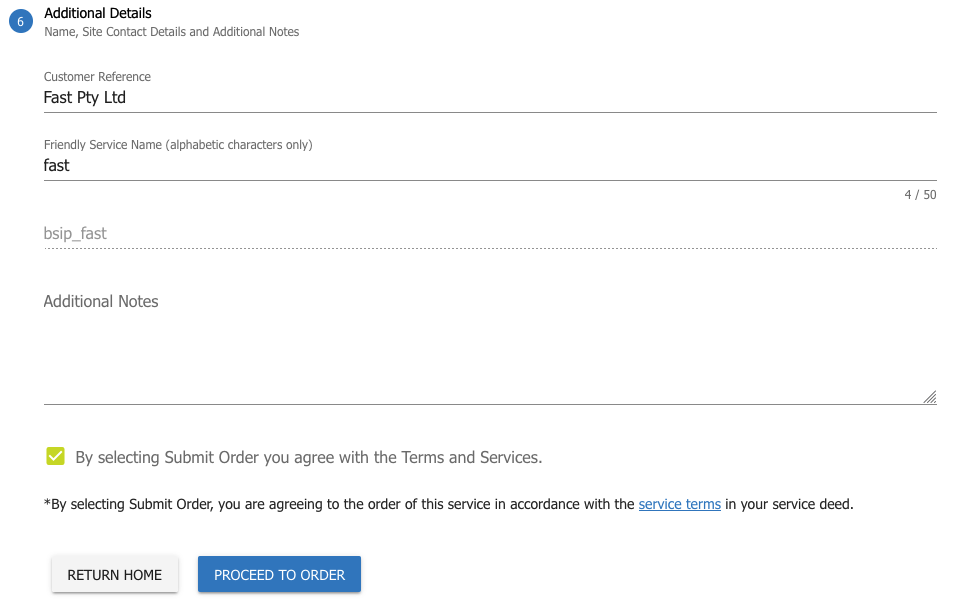 6
Additional Details
Name, Site Contact Details and Additional Notes
Customer Reference
Fast Pty Ltd
Friendly Service Name (alphabetic characters only)
fast
4 / 50
bsip_fast
Additional Notes
By selecting Submit Order you agree with the Terms and Services.
*By selecting Submit Order, you are agreeing to the order of this service in accordance with the service terms in your service deed.
RETURN HOME PROCEED TO ORDER